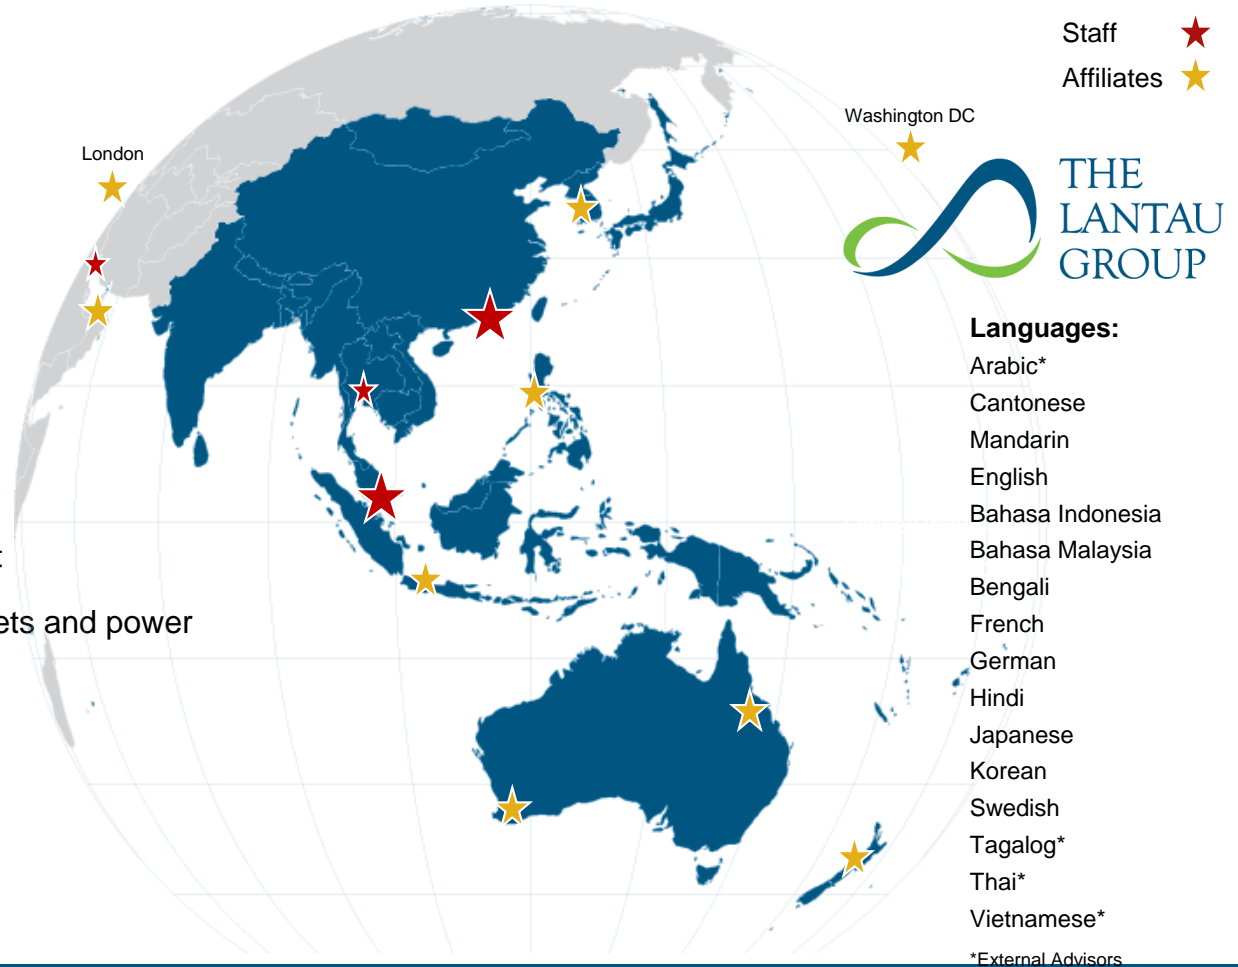 Staff
Affiliates
Washington DC
London
THE
LANTAU
GROUP
Languages:
Arabic*
Cantonese
Mandarin
English
Bahasa Indonesia
Bahasa Malaysia
Bengali
French
German
Hindi
Japanese
Korean
Swedish
Tagalog*
Thai*
Vietnamese*
*External Advisors
and power